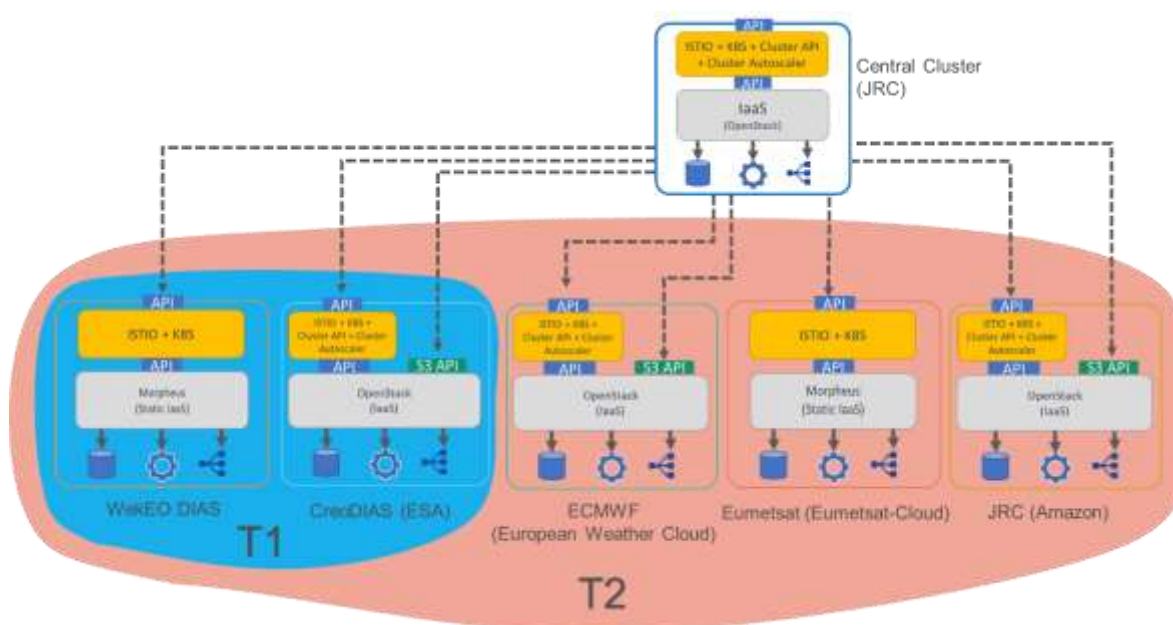 API
ISTIO + K8S + Cluster API
+ Cluster Autoscaler
API
IaaS
(OpenStack)
Central Cluster
(JRC)
API
ISTIO + K8S
API
Morpheus
(Static IaaS)
WekEO DIAS
API
ISTIO + K8S +
Cluster API + Cluster
Autoscaler
API
S3 API
OpenStack
(IaaS)
CreoDIAS (ESA)
API
ISTIO + K8S +
Cluster API + Cluster
Autoscaler
API
S3 API
OpenStack
(IaaS)
ECMWF
(European Weather Cloud)
API
ISTIO + K8S
API
Morpheus
(Static IaaS)
Eumetsat (Eumetsat-Cloud)
API
ISTIO + K8S +
Cluster API + Cluster
Autoscaler
API
S3 API
OpenStack
(IaaS)
JRC (Amazon)
T1
T2